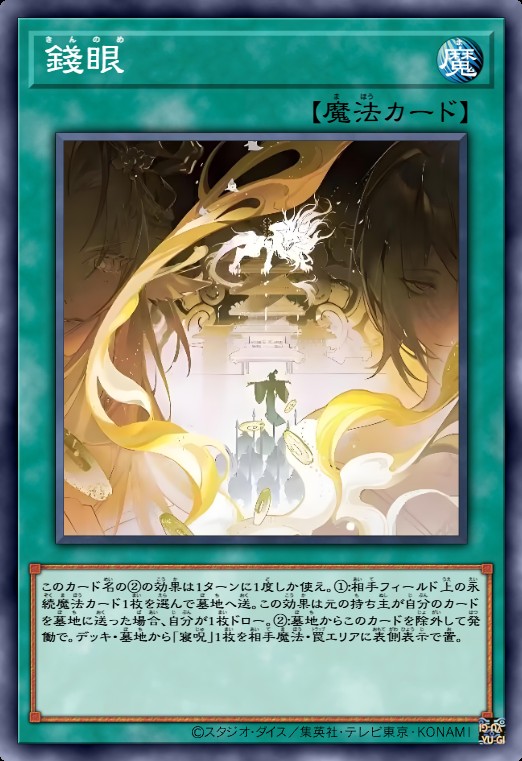 きんのめ
錢眼
魔
【魔法カード】
このカード名の②の効果は1ターンに1度しか使え。①:相手フィールド上の永
続魔法カード1枚を選んで墓地へ送。この効果は元の持ち主が自分のカード
を墓地に送った場合、自分が1枚ドロー。②:墓地からこのカードを除外して発
動で。デッキ・墓地から「寝呪」1枚を相手魔法・罠エリアに表側表示で置。
©スタジオ・ダイス/集英社・テレビ東京・KONAMI